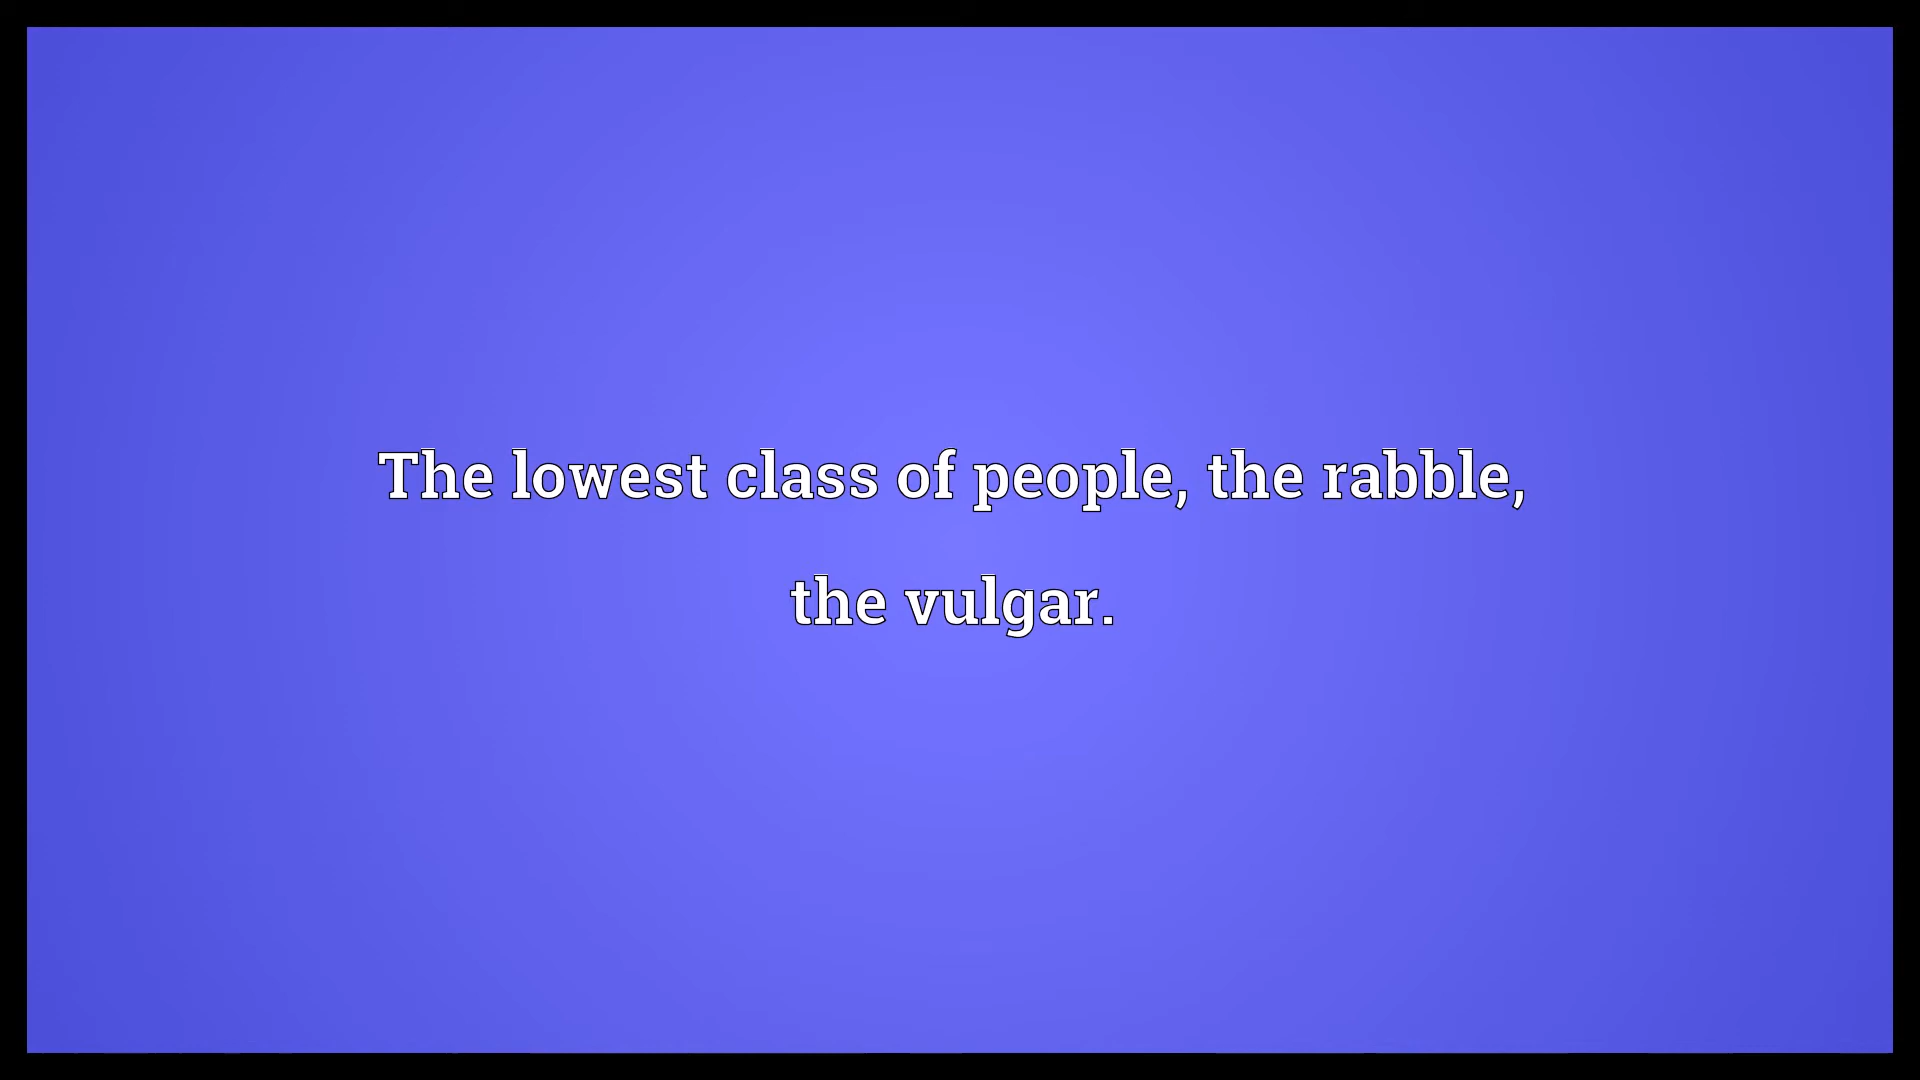 The lowest class of people, the rabble,
the vulgar.